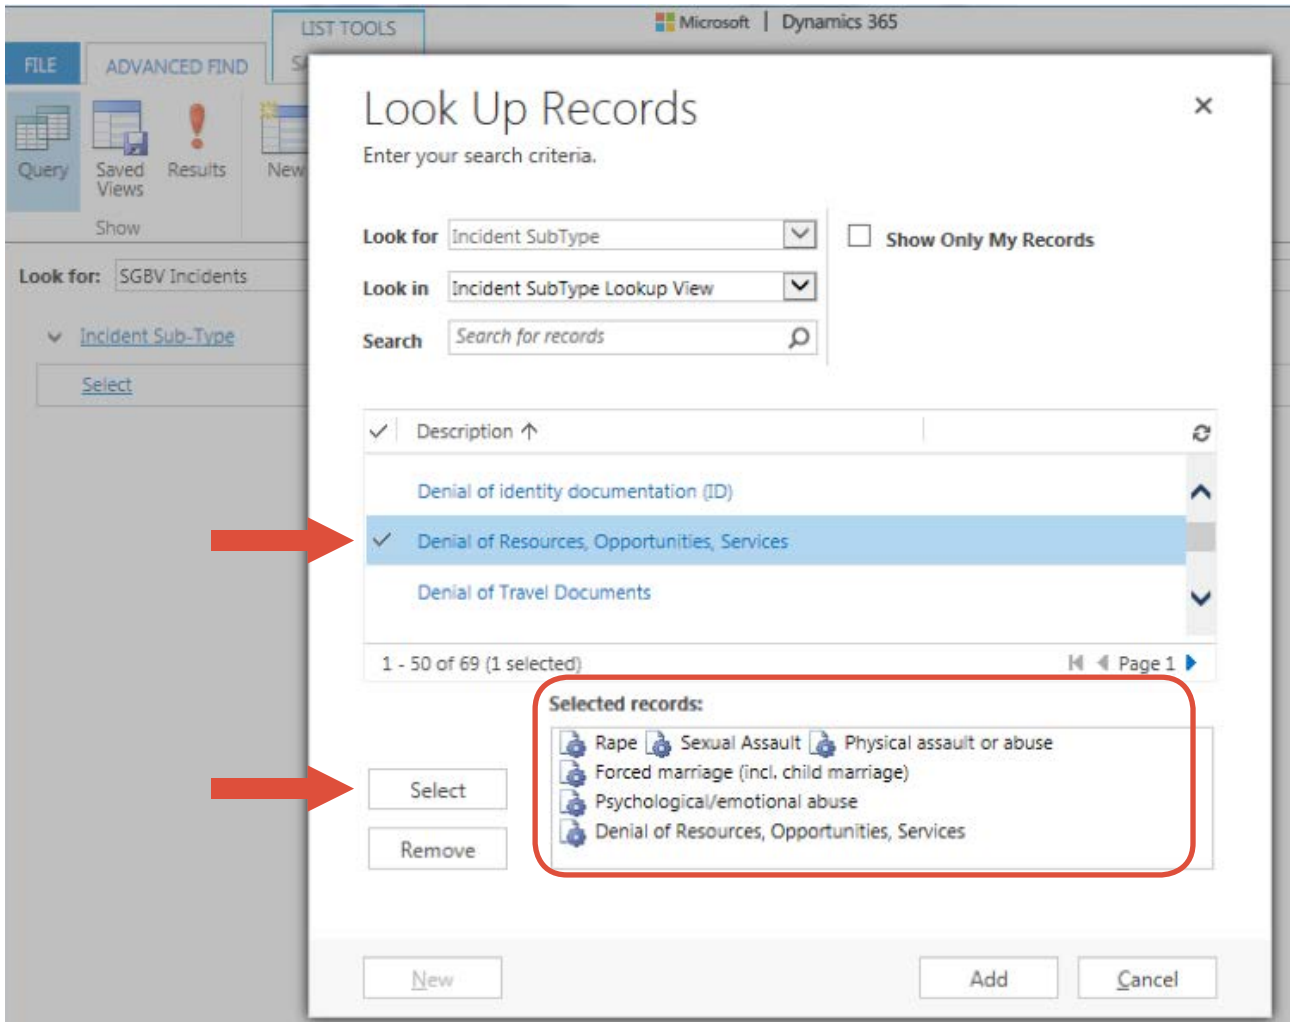 LIST TOOLS
Microsoft | Dynamics 365
FILE
ADVANCED FIND
SA
Query
Saved Views
Results
New
Show
Look for: SGBV Incidents
Incident Sub-Type
Select
Look Up Records
Enter your search criteria.
Look for Incident SubType
Show Only My Records
Look in Incident SubType Lookup View
Search Search for records
Description
Denial of identity documentation (ID)
Denial of Resources, Opportunities, Services
Denial of Travel Documents
1 - 50 of 69 (1 selected)
Page 1
Selected records:
Rape Sexual Assault Physical assault or abuse
Forced marriage (incl. child marriage)
Psychological/emotional abuse
Denial of Resources, Opportunities, Services
Select
Remove
New
Add
Cancel